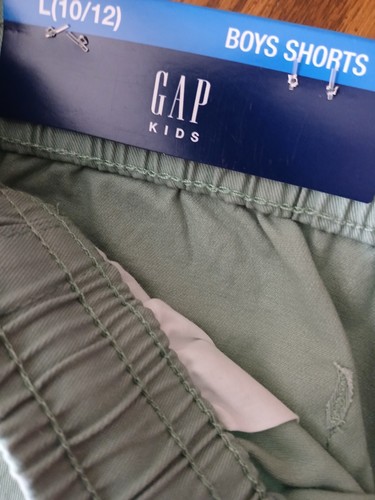 L(10/12)
BOYS SHORTS
GAP
KIDS